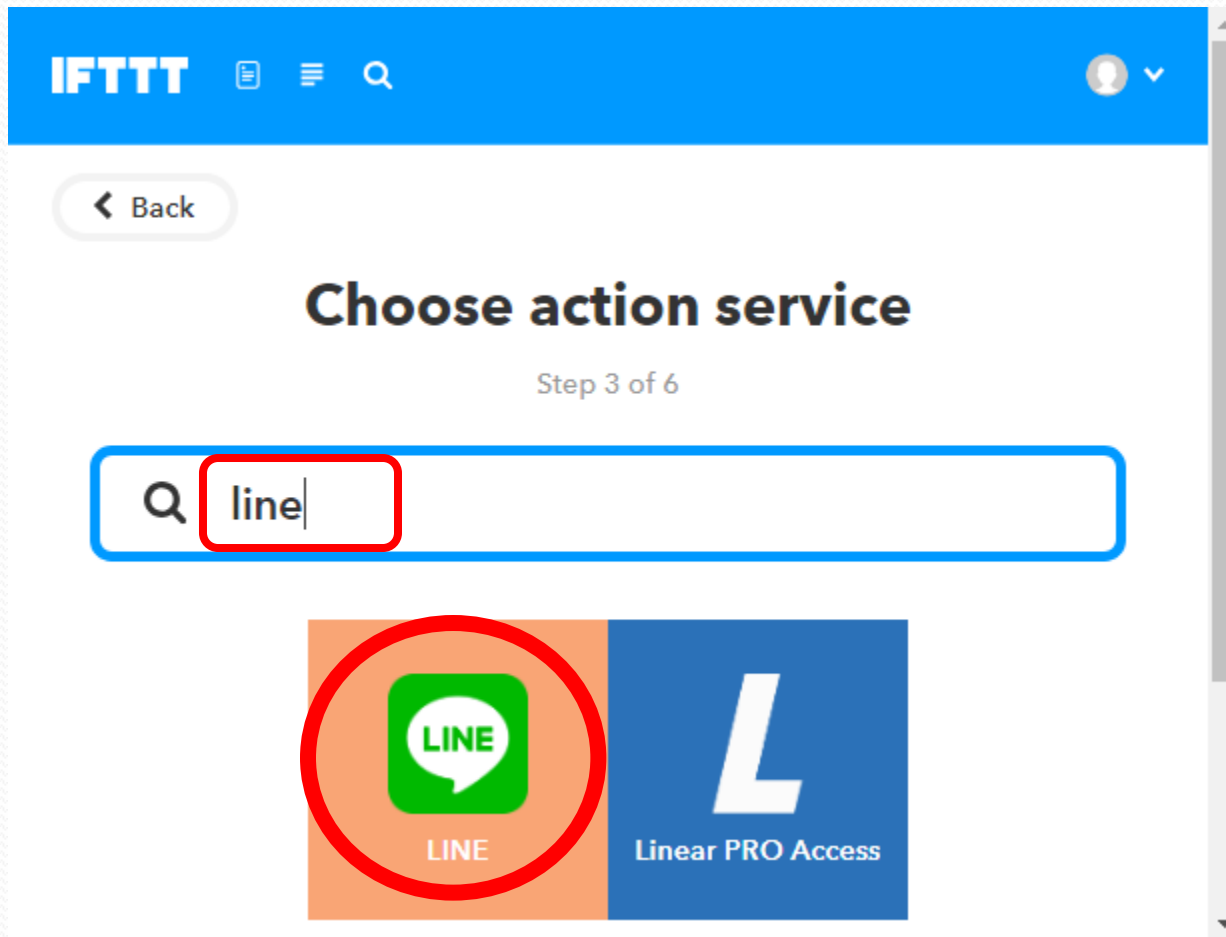 IFTTT
Back
Choose action service
Step 3 of 6
line
LINE
L
LINE
Linear PRO Access